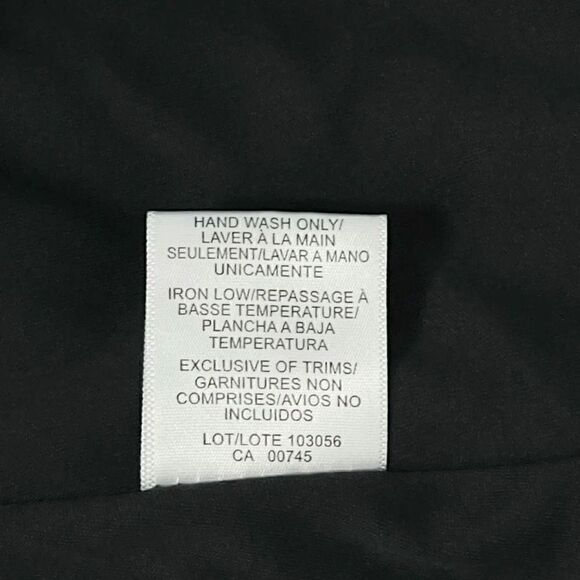 HAND WASH ONLY/
LAVER À LA MAIN
SEULEMENT/LAVAR A MANO
UNICAMENTE
IRON LOW/REPASSAGE À
BASSE TEMPERATURE/
PLANCHA A BAJA
TEMPERATURA
EXCLUSIVE OF TRIMS/
GARNITURES NON
COMPRISES/AVIOS NO
INCLUIDOS
LOT/LOTE 103056
CA 00745